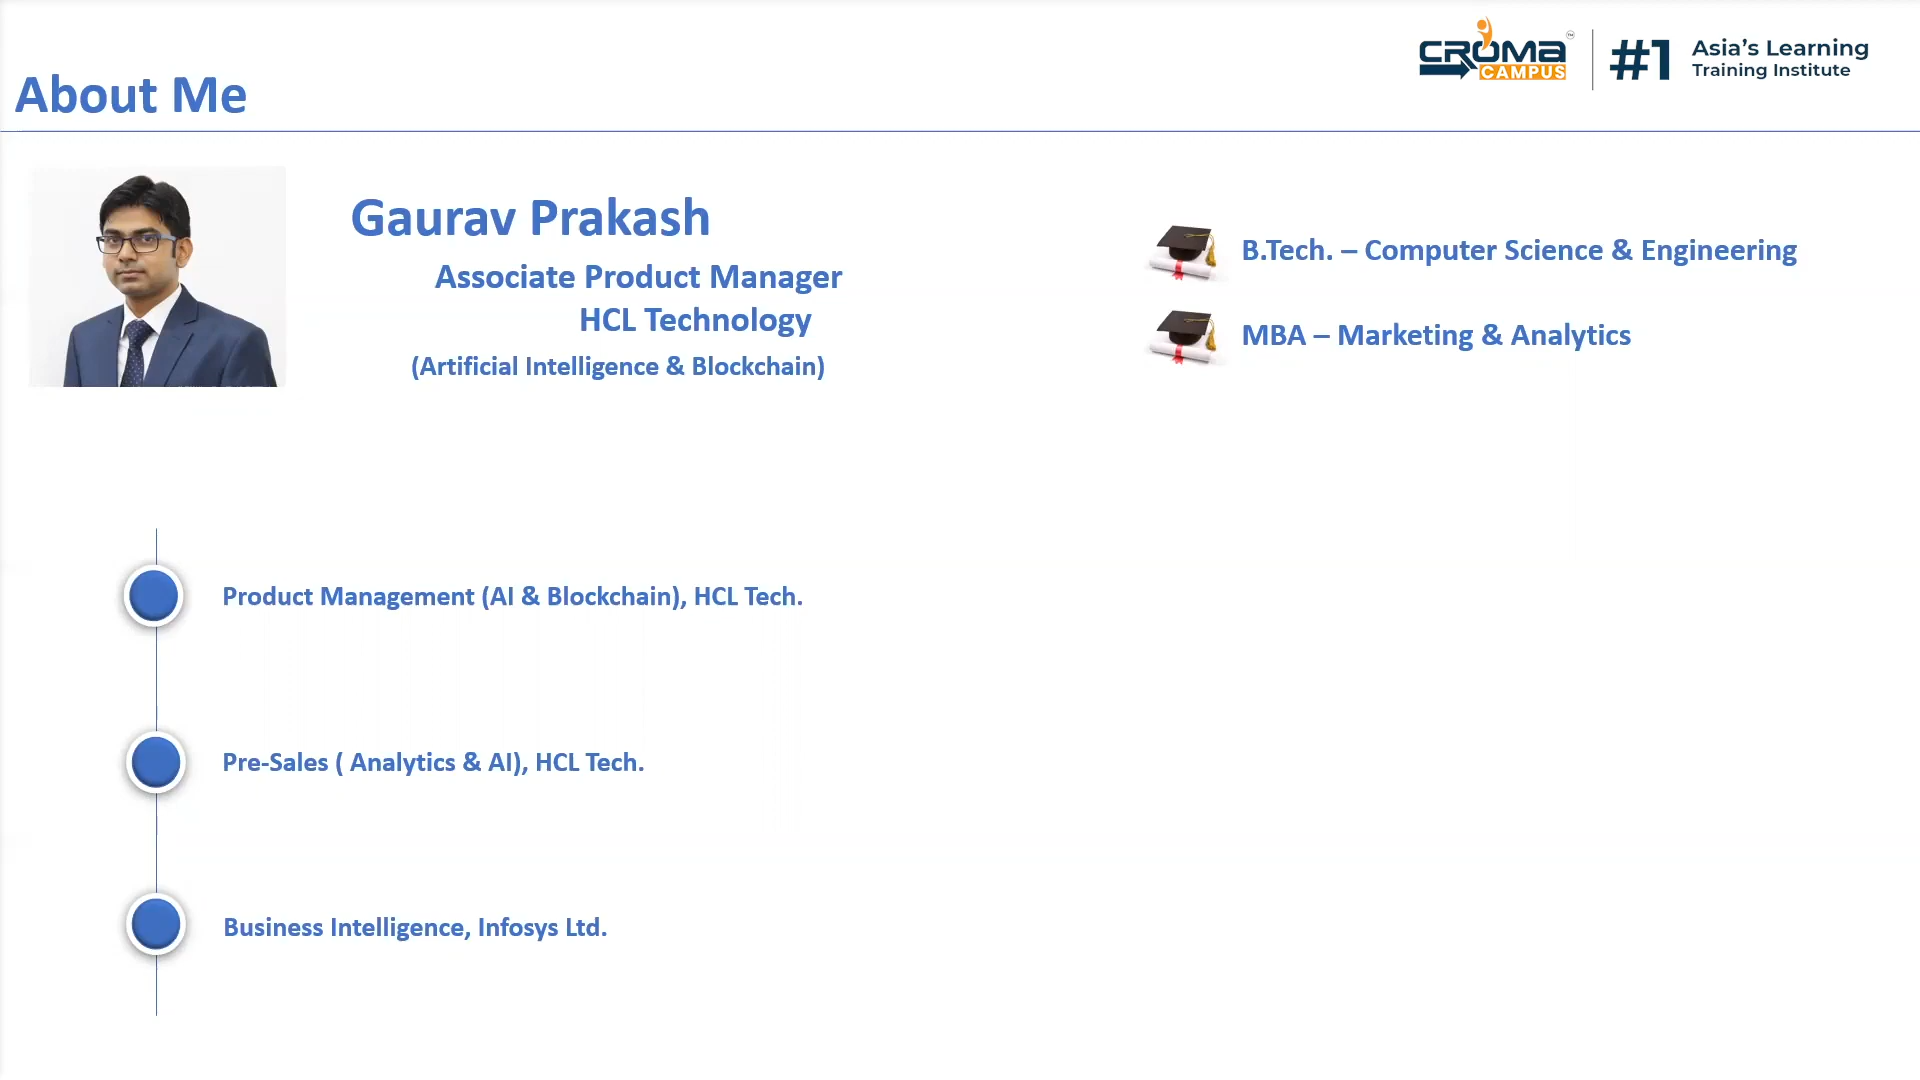 CROMA
CAMPUS
#1
Asia's Learning
Training Institute
About Me
Gaurav Prakash
Associate Product Manager
HCL Technology
(Artificial Intelligence & Blockchain)
B.Tech. – Computer Science & Engineering
MBA – Marketing & Analytics
Product Management (AI & Blockchain), HCL Tech.
Pre-Sales ( Analytics & AI), HCL Tech.
Business Intelligence, Infosys Ltd.